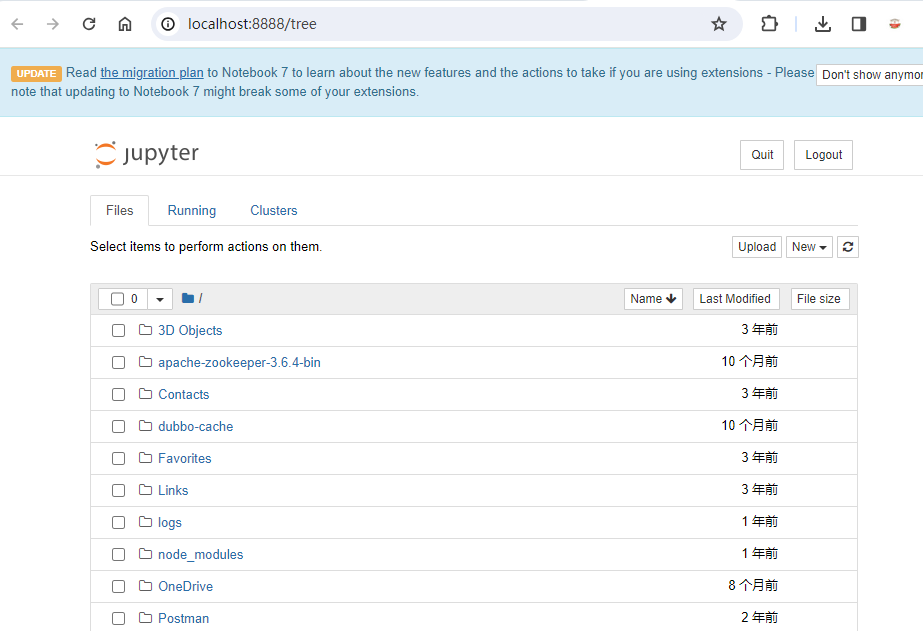 localhost:8888/tree
UPDATE Read the migration plan to Notebook 7 to learn about the new features and the actions to take if you are using extensions - Please
note that updating to Notebook 7 might break some of your extensions.
Don't show anymor
jupyter
Quit Logout
Files Running Clusters
Select items to perform actions on them.
Upload New
0 / Name Last Modified File size
3D Objects 3 年前
apache-zookeeper-3.6.4-bin 10 个月前
Contacts 3 年前
dubbo-cache 10 个月前
Favorites 3 年前
Links 3 年前
logs 1 年前
node_modules 1 年前
OneDrive 8 个月前
Postman 2 年前